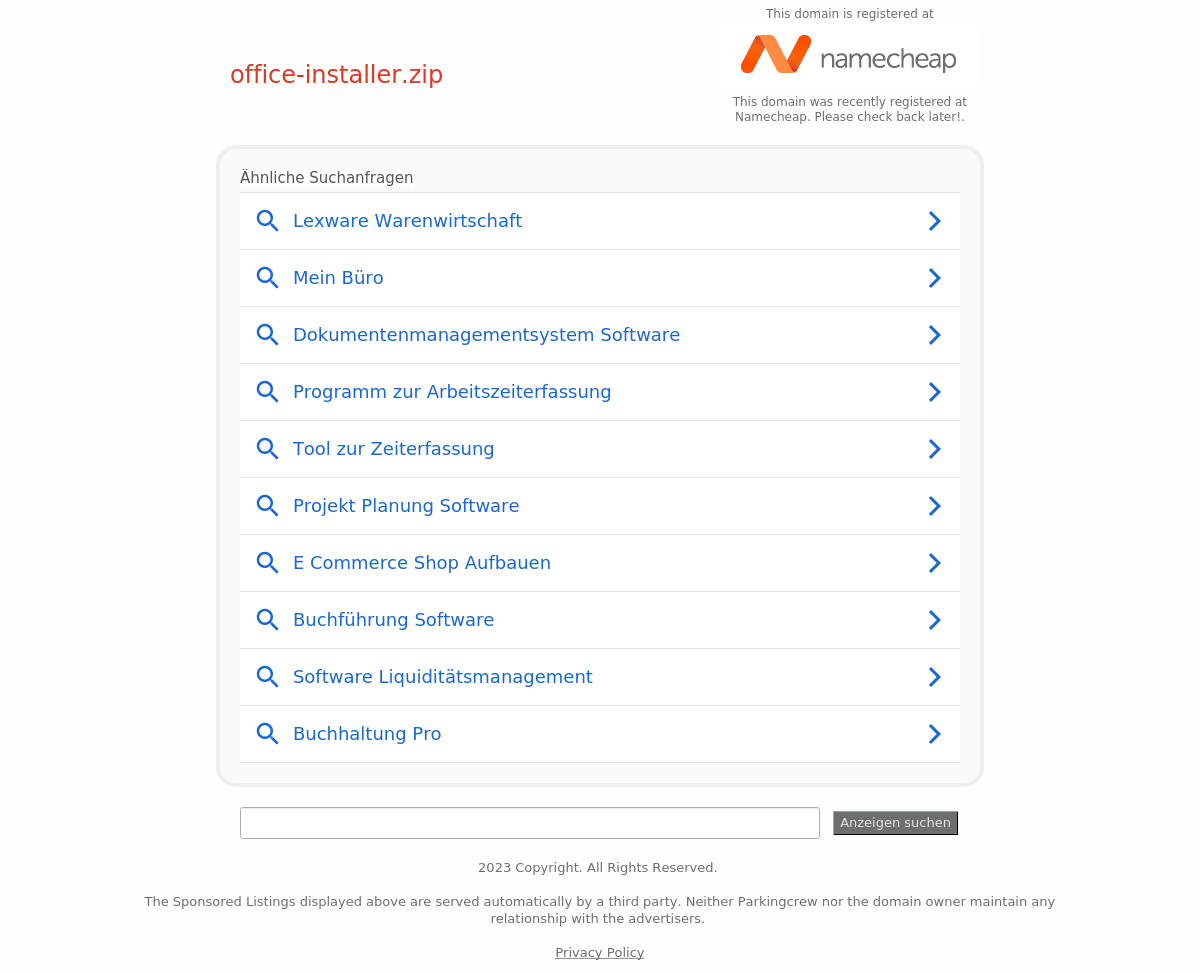 This domain is registered at
office-installer.zip
namecheap
This domain was recently registered at
Namecheap. Please check back later!.
Ähnliche Suchanfragen
Lexware Warenwirtschaft
Mein Büro
Dokumentenmanagementsystem Software
Programm zur Arbeitszeiterfassung
Tool zur Zeiterfassung
Projekt Planung Software
E Commerce Shop Aufbauen
Buchführung Software
Software Liquiditätsmanagement
Buchhaltung Pro
Anzeigen suchen
2023 Copyright. All Rights Reserved.
The Sponsored Listings displayed above are served automatically by a third party. Neither Parkingcrew nor the domain owner maintain any
relationship with the advertisers.
Privacy Policy